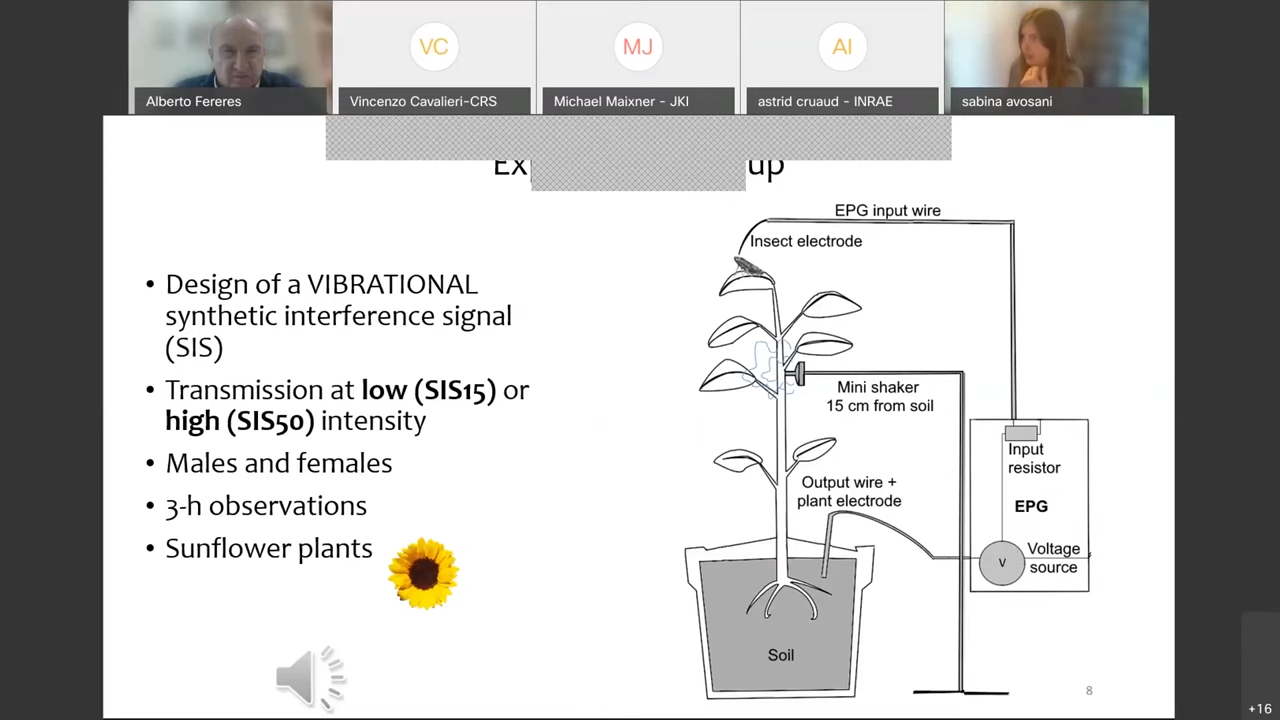 VC
MJ
AI
Alberto Fereres
Vincenzo Cavalieri-CRS
Michael Maixner - JKI
astrid cruaud - INRAE
sabina avosani
• Design of a VIBRATIONAL
synthetic interference signal
(SIS)
• Transmission at low (SIS15) or
high (SIS50) intensity
• Males and females
• 3-h observations
• Sunflower plants
EPG input wire
Insect electrode
Mini shaker
15 cm from soil
Input
resistor
EPG
Output wire +
plant electrode
Voltage
source
V
Soil
8
+16